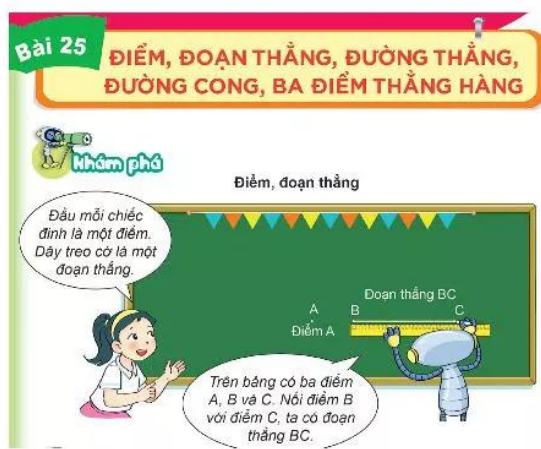 Bài 25
ĐIỂM, ĐOẠN THẲNG, ĐƯỜNG THẲNG,
ĐƯỜNG CONG, BA ĐIỂM THẲNG HÀNG
Khám phá
Điểm, đoạn thẳng
Đầu mỗi chiếc
đinh là một điểm.
Dây treo cờ là một
đoạn thẳng.
Đoạn thẳng BC
A B C
Điểm A
Trên bảng có ba điểm
A, B và C. Nối điểm B
với điểm C, ta có đoạn
thẳng BC.